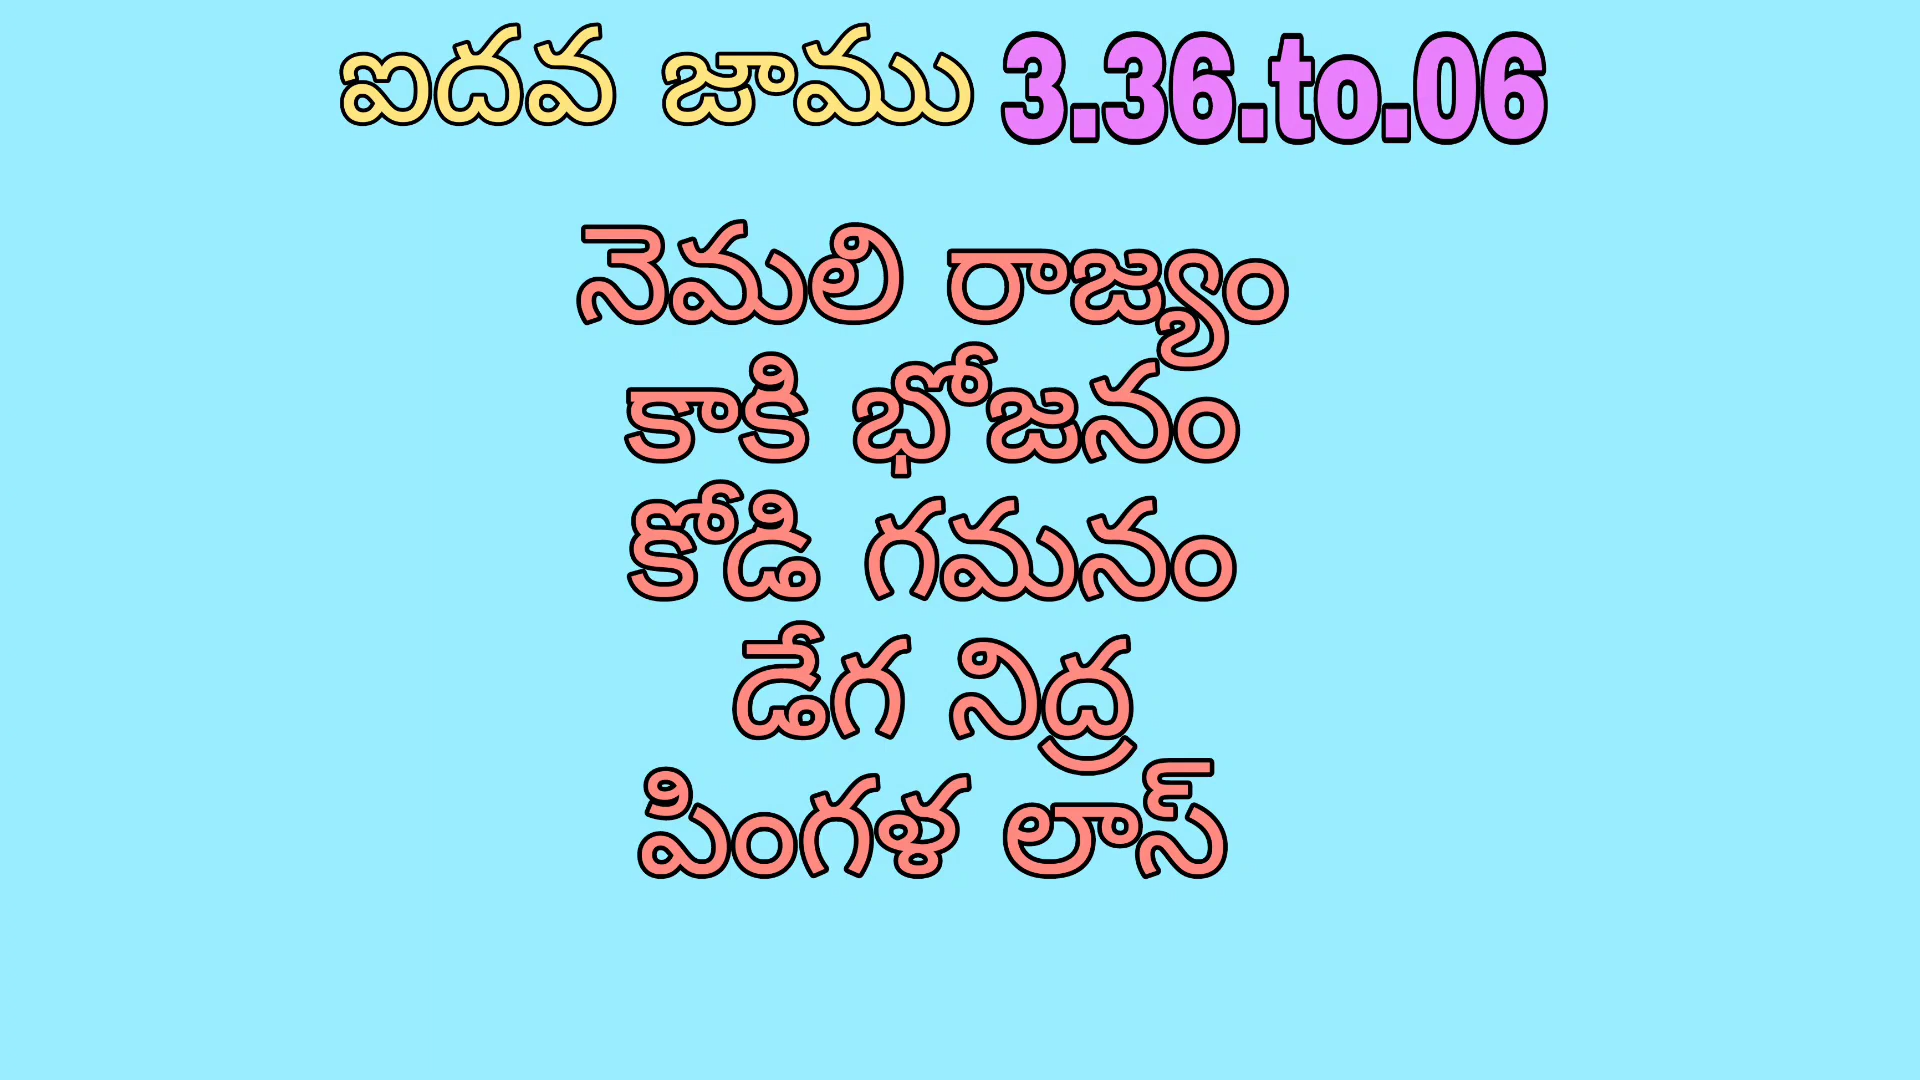 ఐదవ జాము 3.36.to.06
నెమలి రాజ్యం
కాకి భోజనం
కోడి గమనం
డేగ నిద్ర
పింగళ లాస్